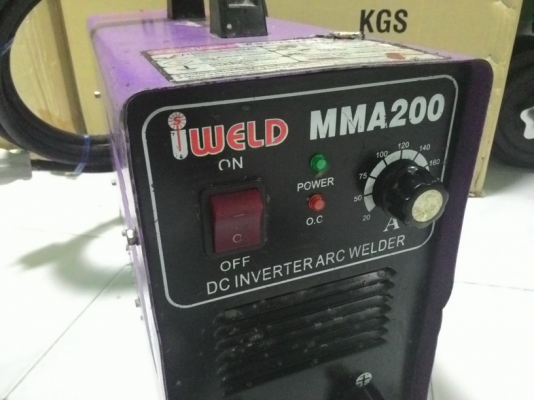 KGS
iWELD MMA200
ON
POWER
O.C
OFF
20 50 75 100 120 140 160
A
DC INVERTER ARC WELDER